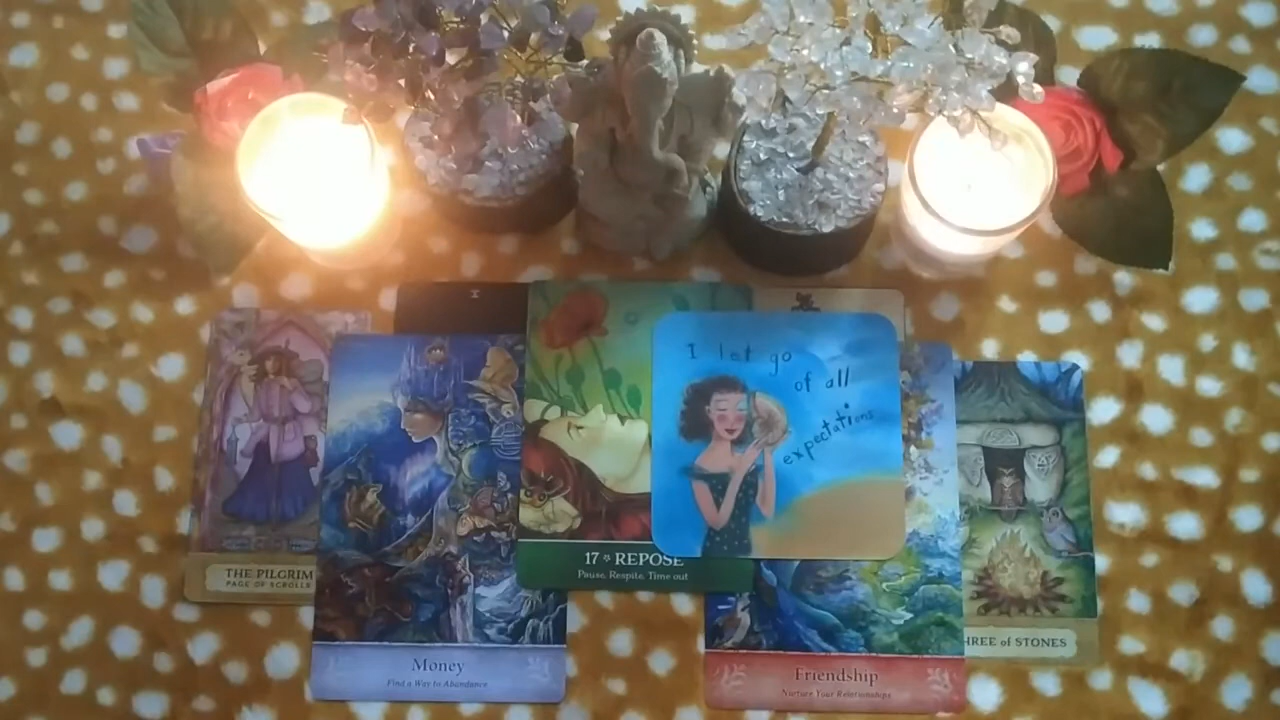 I let go
of all
expectations
THE PILGRIM
PAGE OF SCROLLS
17 REPOSE
Pause, Respite, Time out
HREE of STONES
Money
Find a Way to Abundance
Friendship
Nurture Your Relationships